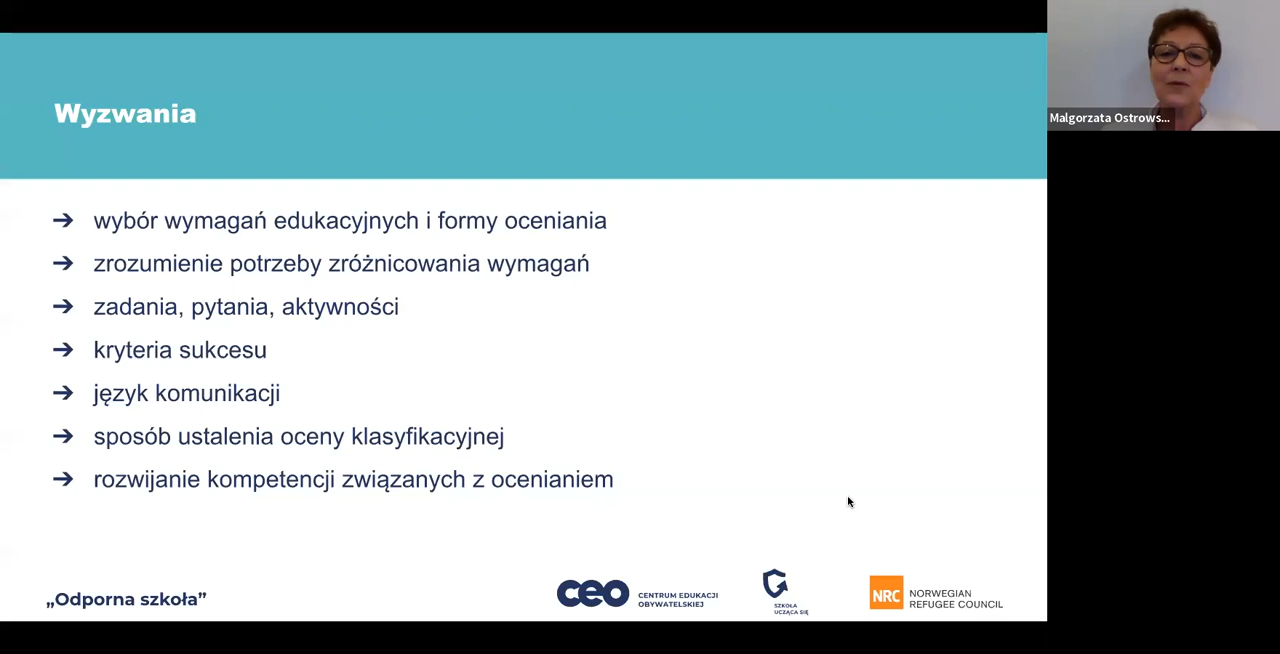 Wyzwania
Malgorzata Ostrows...
➔ wybór wymagań edukacyjnych i formy oceniania
➔ zrozumienie potrzeby zróżnicowania wymagań
➔ zadania, pytania, aktywności
➔ kryteria sukcesu
➔ język komunikacji
➔ sposób ustalenia oceny klasyfikacyjnej
➔ rozwijanie kompetencji związanych z ocenianiem
„Odporna szkoła”
ceo
CENTRUM EDUKACJI
OBYWATELSKIEJ
SZKOŁA
UCZĄCA SIĘ
NRC
NORWEGIAN
REFUGEE COUNCIL